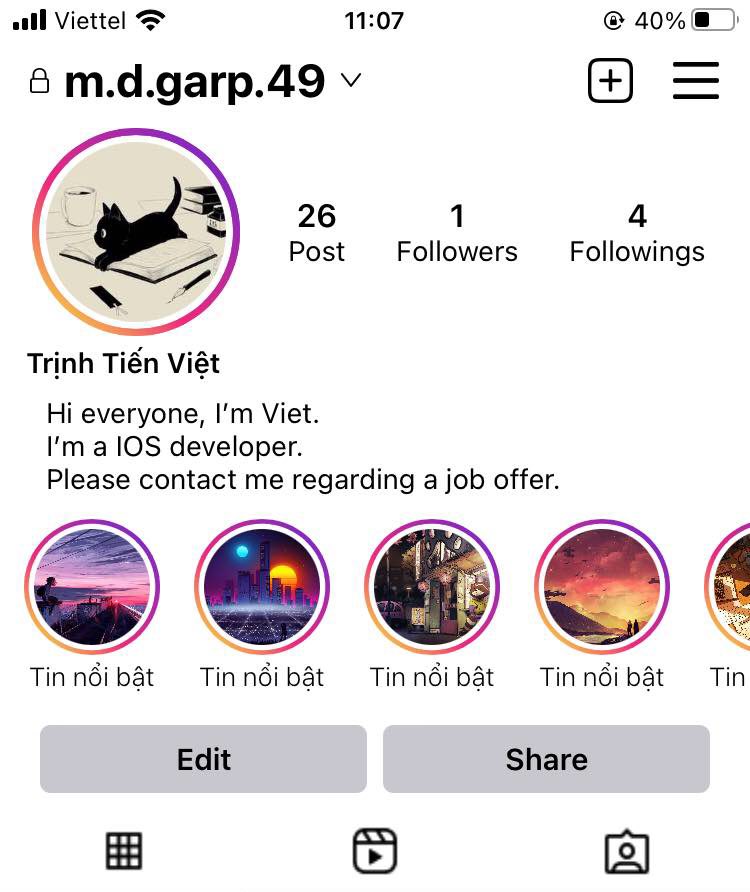 Viettel 11:07 40%
m.d.garp.49
26 1 4
Post Followers Followings
Trịnh Tiến Việt
Hi everyone, I’m Viet.
I’m a IOS developer.
Please contact me regarding a job offer.
Tin nổi bật Tin nổi bật Tin nổi bật Tin nổi bật Tin
Edit Share